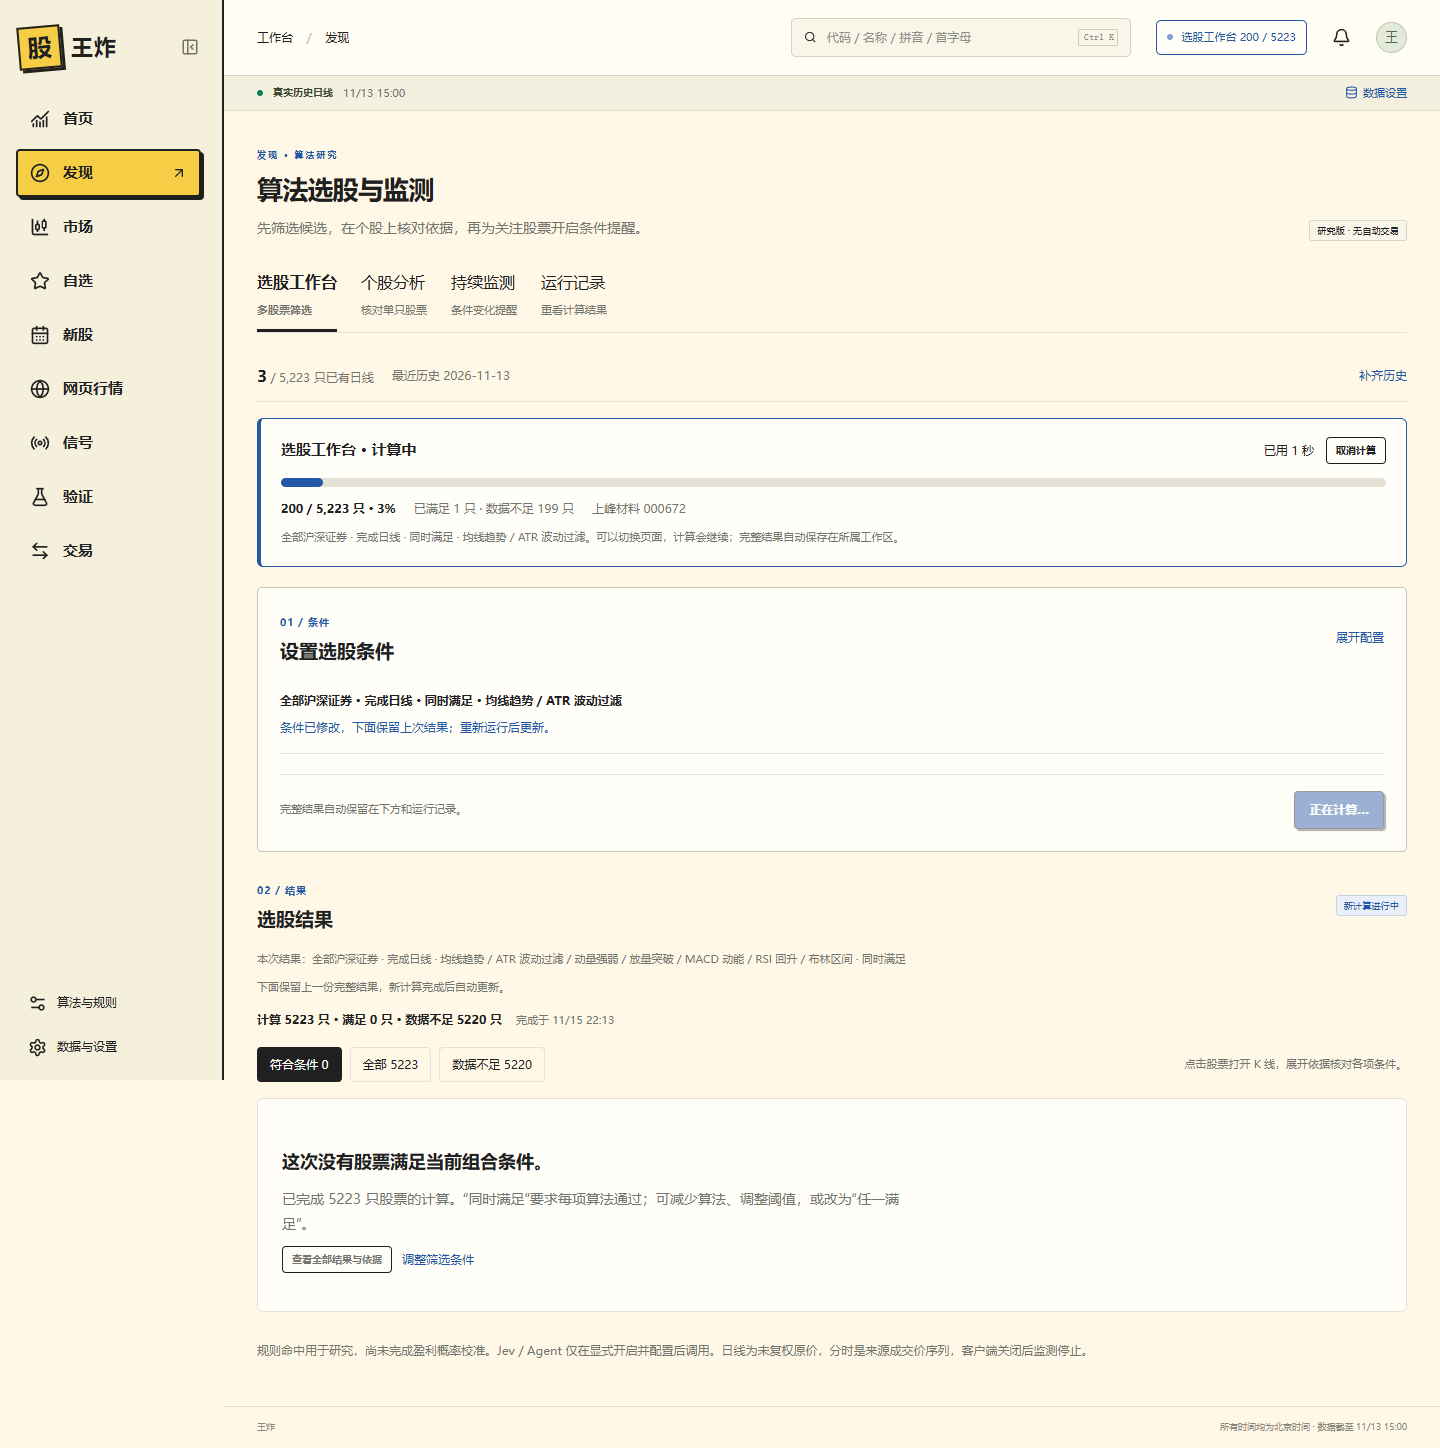 股 王炸
首页
发现
市场
自选
新股
网页行情
信号
验证
交易
算法与规则
数据与设置
工作台 / 发现
代码 / 名称 / 拼音 / 首字母 Ctrl K
选股工作台 200 / 5223
王
真实历史日线 11/13 15:00
数据设置
发现 • 算法研究
算法选股与监测
先筛选候选，在个股上核对依据，再为关注股票开启条件提醒。
研究版 · 无自动交易
选股工作台 个股分析 持续监测 运行记录
多股票筛选 核对单只股票 条件变化提醒 重看计算结果
3 / 5,223 只已有日线 最近历史 2026-11-13
补齐历史
选股工作台 • 计算中
已用 1 秒 取消计算
200 / 5,223 只 • 3% 已满足 1 只 · 数据不足 199 只 上峰材料 000672
全部沪深证券 · 完成日线 · 同时满足 · 均线趋势 / ATR 波动过滤。可以切换页面，计算会继续；完整结果自动保存在所属工作区。
01 / 条件
设置选股条件
展开配置
全部沪深证券 • 完成日线 • 同时满足 • 均线趋势 / ATR 波动过滤
条件已修改，下面保留上次结果；重新运行后更新。
完整结果自动保留在下方和运行记录。
正在计算...
02 / 结果
选股结果
新计算进行中
本次结果：全部沪深证券 · 完成日线 · 均线趋势 / ATR 波动过滤 / 动量强弱 / 放量突破 / MACD 动能 / RSI 回升 / 布林区间 · 同时满足
下面保留上一份完整结果，新计算完成后自动更新。
计算 5223 只 • 满足 0 只 • 数据不足 5220 只 完成于 11/15 22:13
符合条件 0 全部 5223 数据不足 5220
点击股票打开 K 线，展开依据核对各项条件。
这次没有股票满足当前组合条件。
已完成 5223 只股票的计算。“同时满足”要求每项算法通过；可减少算法、调整阈值，或改为“任一满
足”。
查看全部结果与依据 调整筛选条件
规则命中用于研究，尚未完成盈利概率校准。Jev / Agent 仅在显式开启并配置后调用。日线为未复权原价，分时是来源成交价序列，客户端关闭后监测停止。
王炸
所有时间均为北京时间 · 数据截至 11/13 15:00